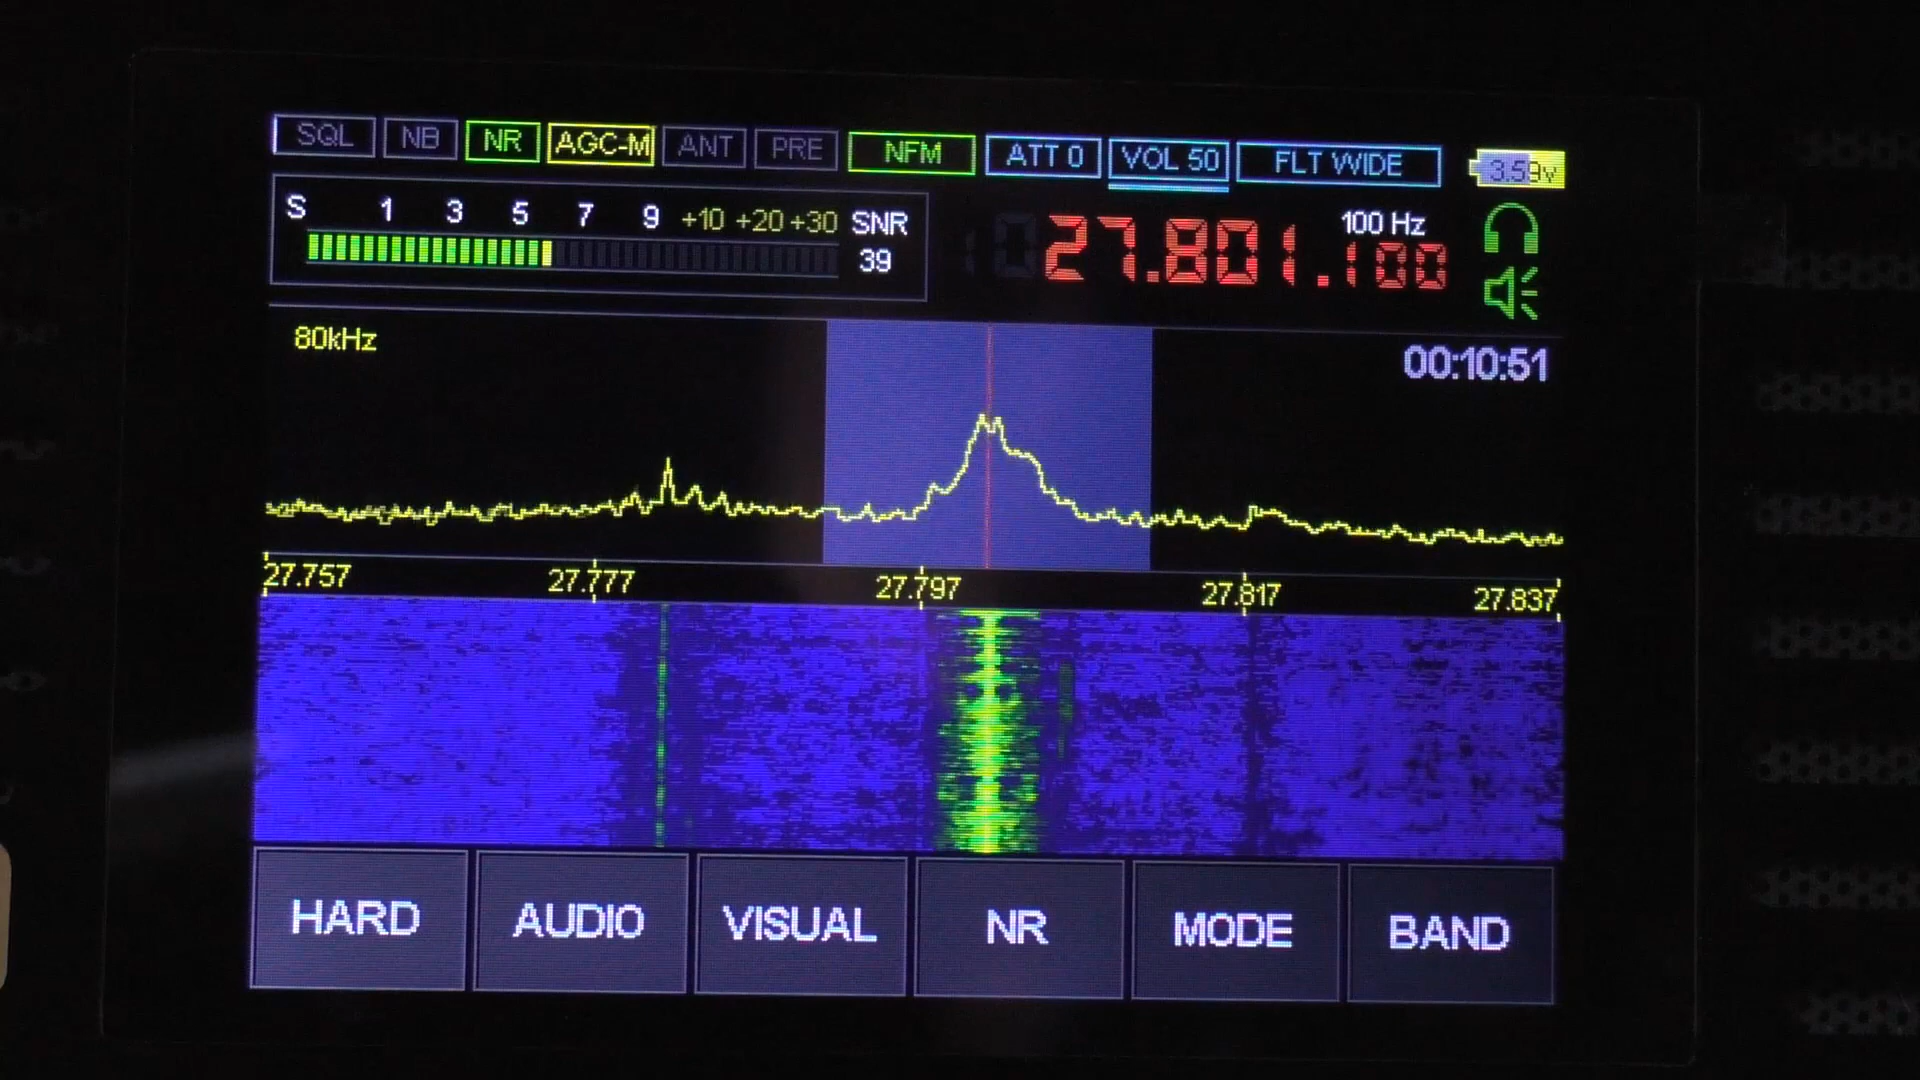 SQL NB NR AGC-M ANT PRE NFM ATT 0 VOL 50 FLT WIDE 3.59v
S 1 3 5 7 9 +10 +20 +30 SNR
39
100 Hz
27.801.100
80kHz
00:10:51
27.757 27.777 27.797 27.817 27.837
HARD AUDIO VISUAL NR MODE BAND